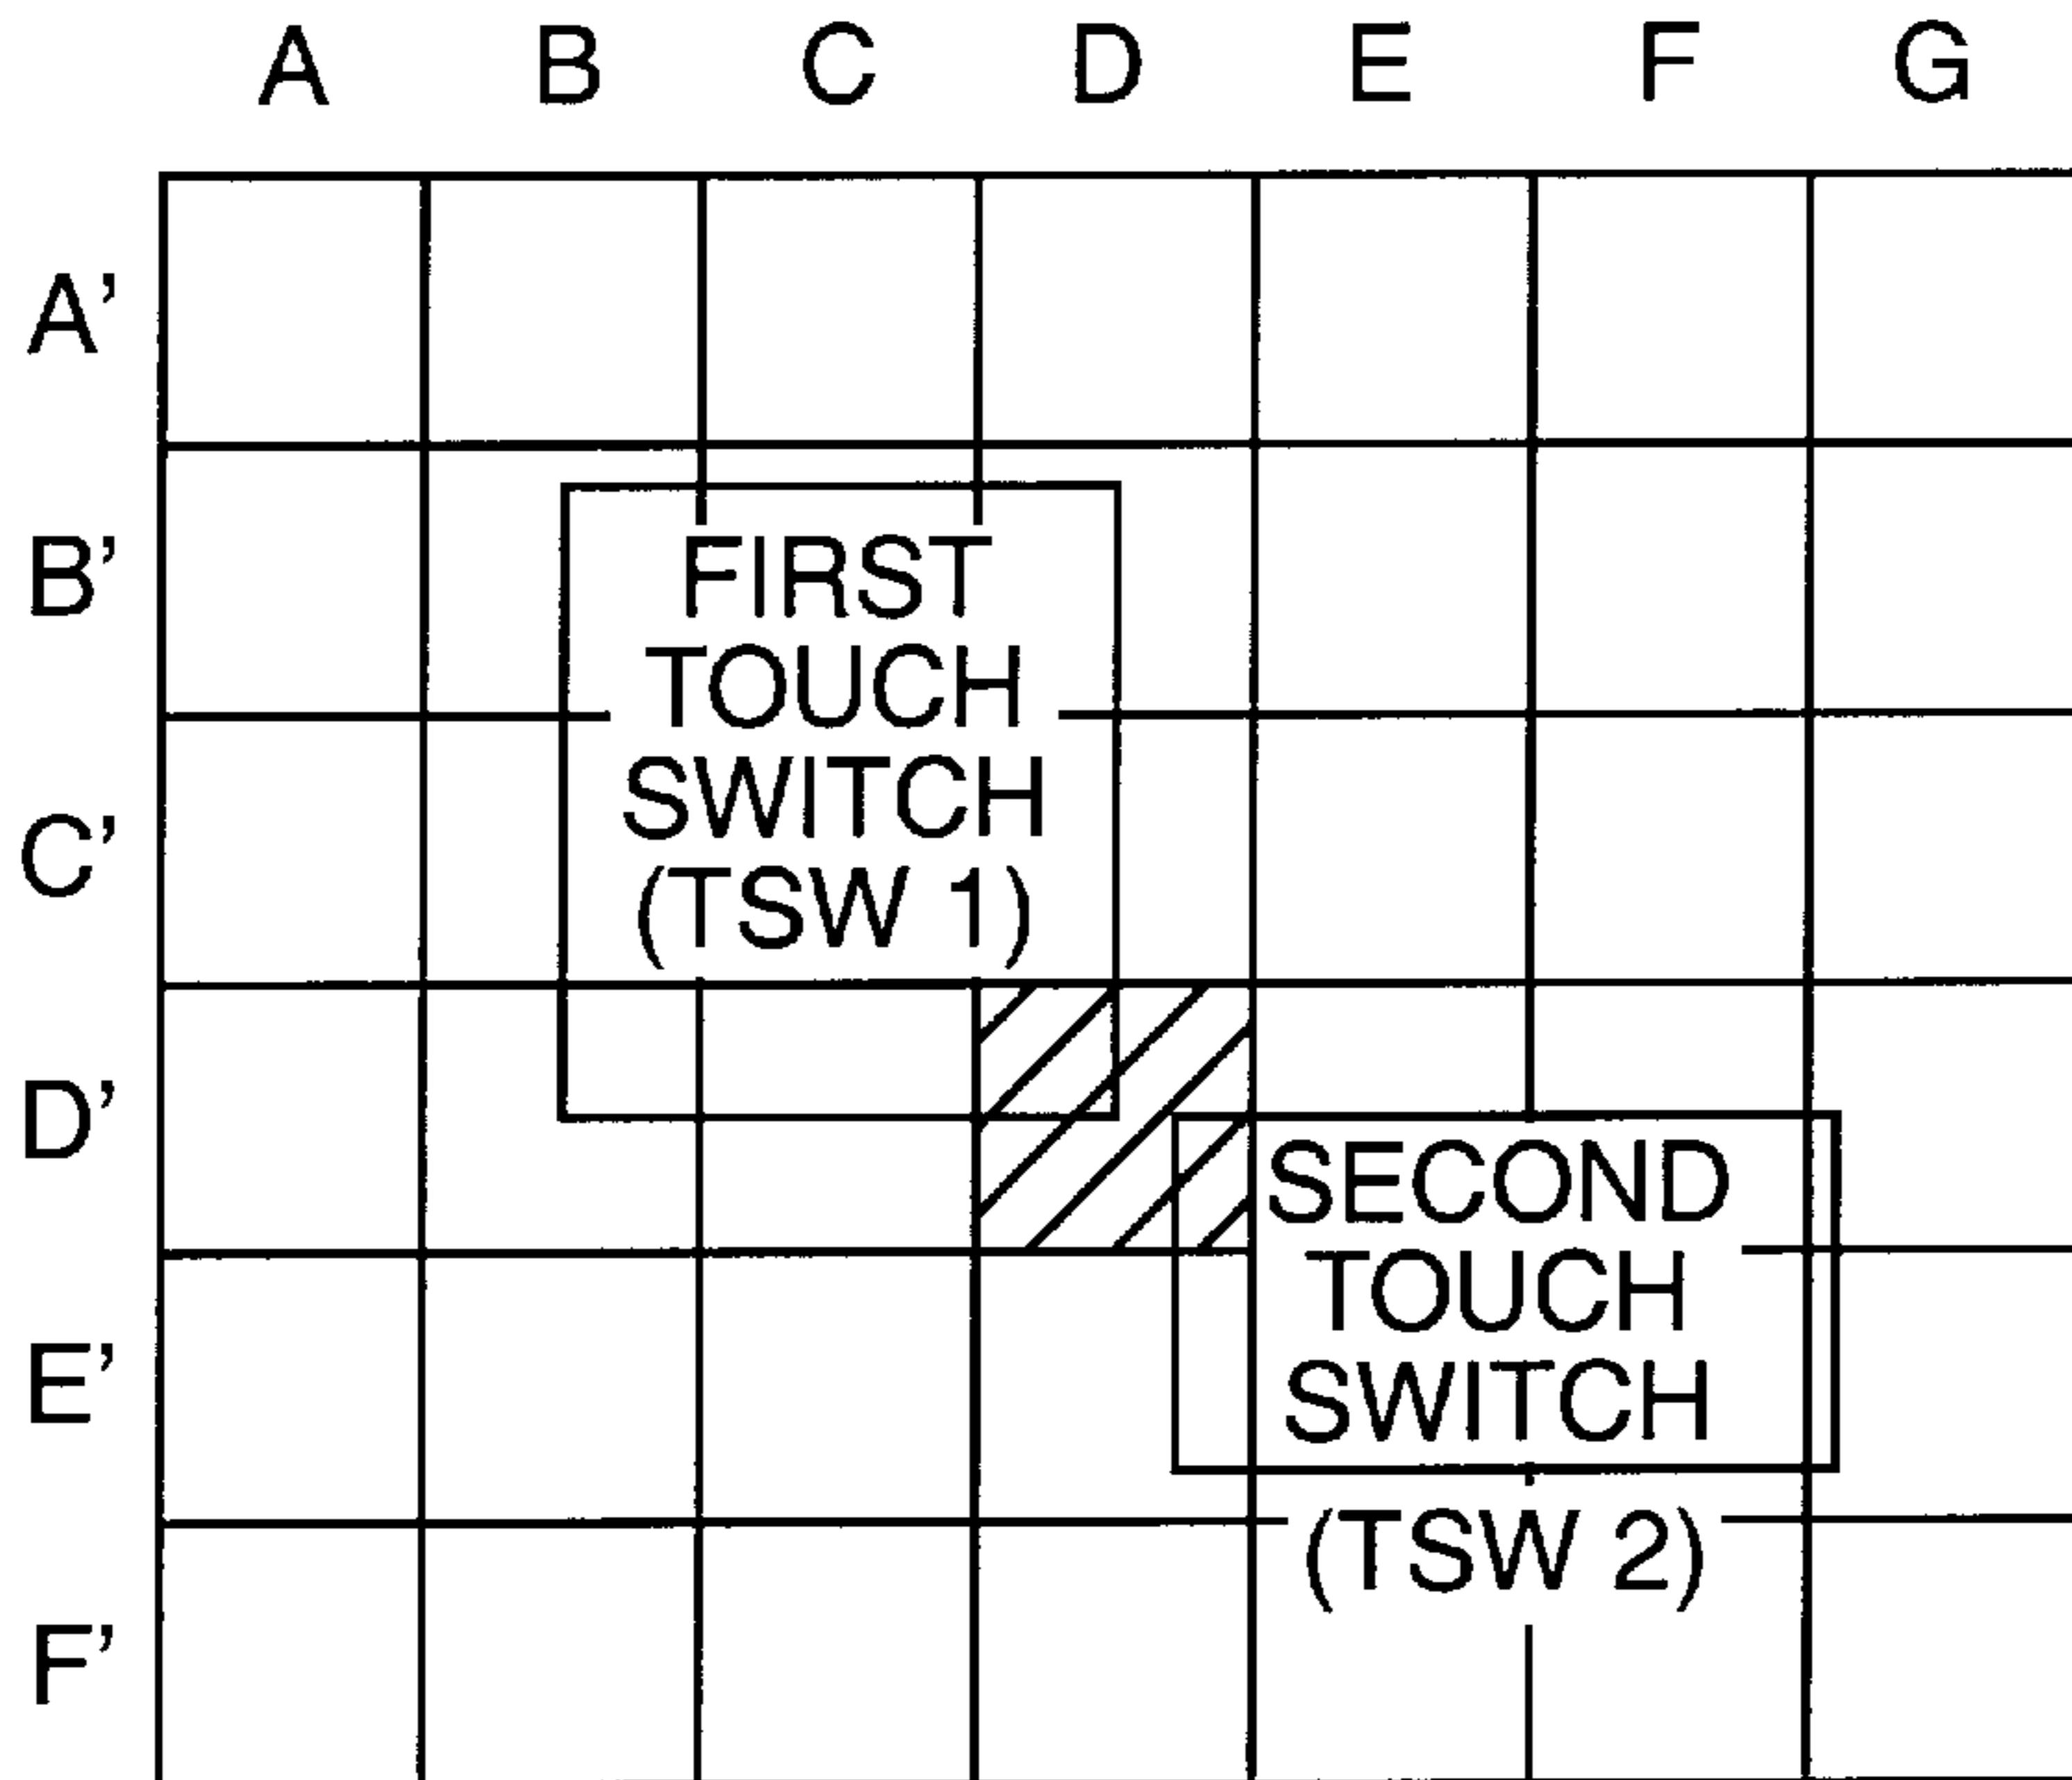 A B C D E F G
A’
B’
C’
D’
E’
F’
FIRST
TOUCH
SWITCH
(TSW 1)
SECOND
TOUCH
SWITCH
(TSW 2)